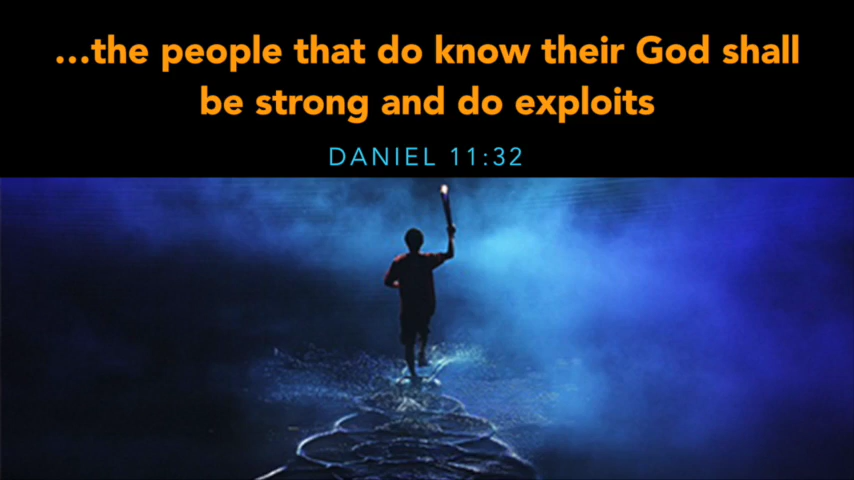 ...the people that do know their God shall
be strong and do exploits
DANIEL 11:32